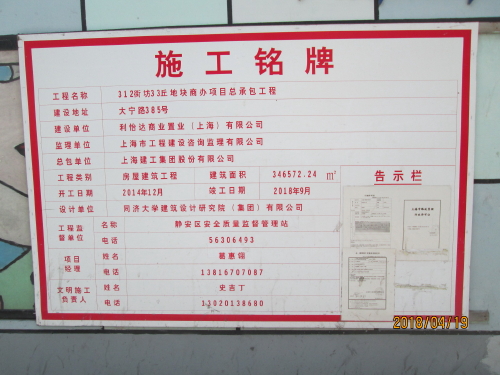 施工铭牌
工程名称 312街坊33丘地块商办项目总承包工程
建设地址 大宁路385号
建设单位 利怡达商业置业（上海）有限公司
监理单位 上海市工程建设咨询监理有限公司
总包单位 上海建工集团股份有限公司
工程类别 房屋建筑工程 建筑面积 346572.24 ㎡
开工日期 2014年12月 竣工日期 2018年9月
设计单位 同济大学建筑设计研究院（集团）有限公司
工程监督单位 名称 静安区安全质量监督管理站
电话 56306493
项目经理 姓名 葛惠翎
电话 13816707087
文明施工负责人 姓名 史吉丁
电话 13020138680
告示栏
2018/04/19